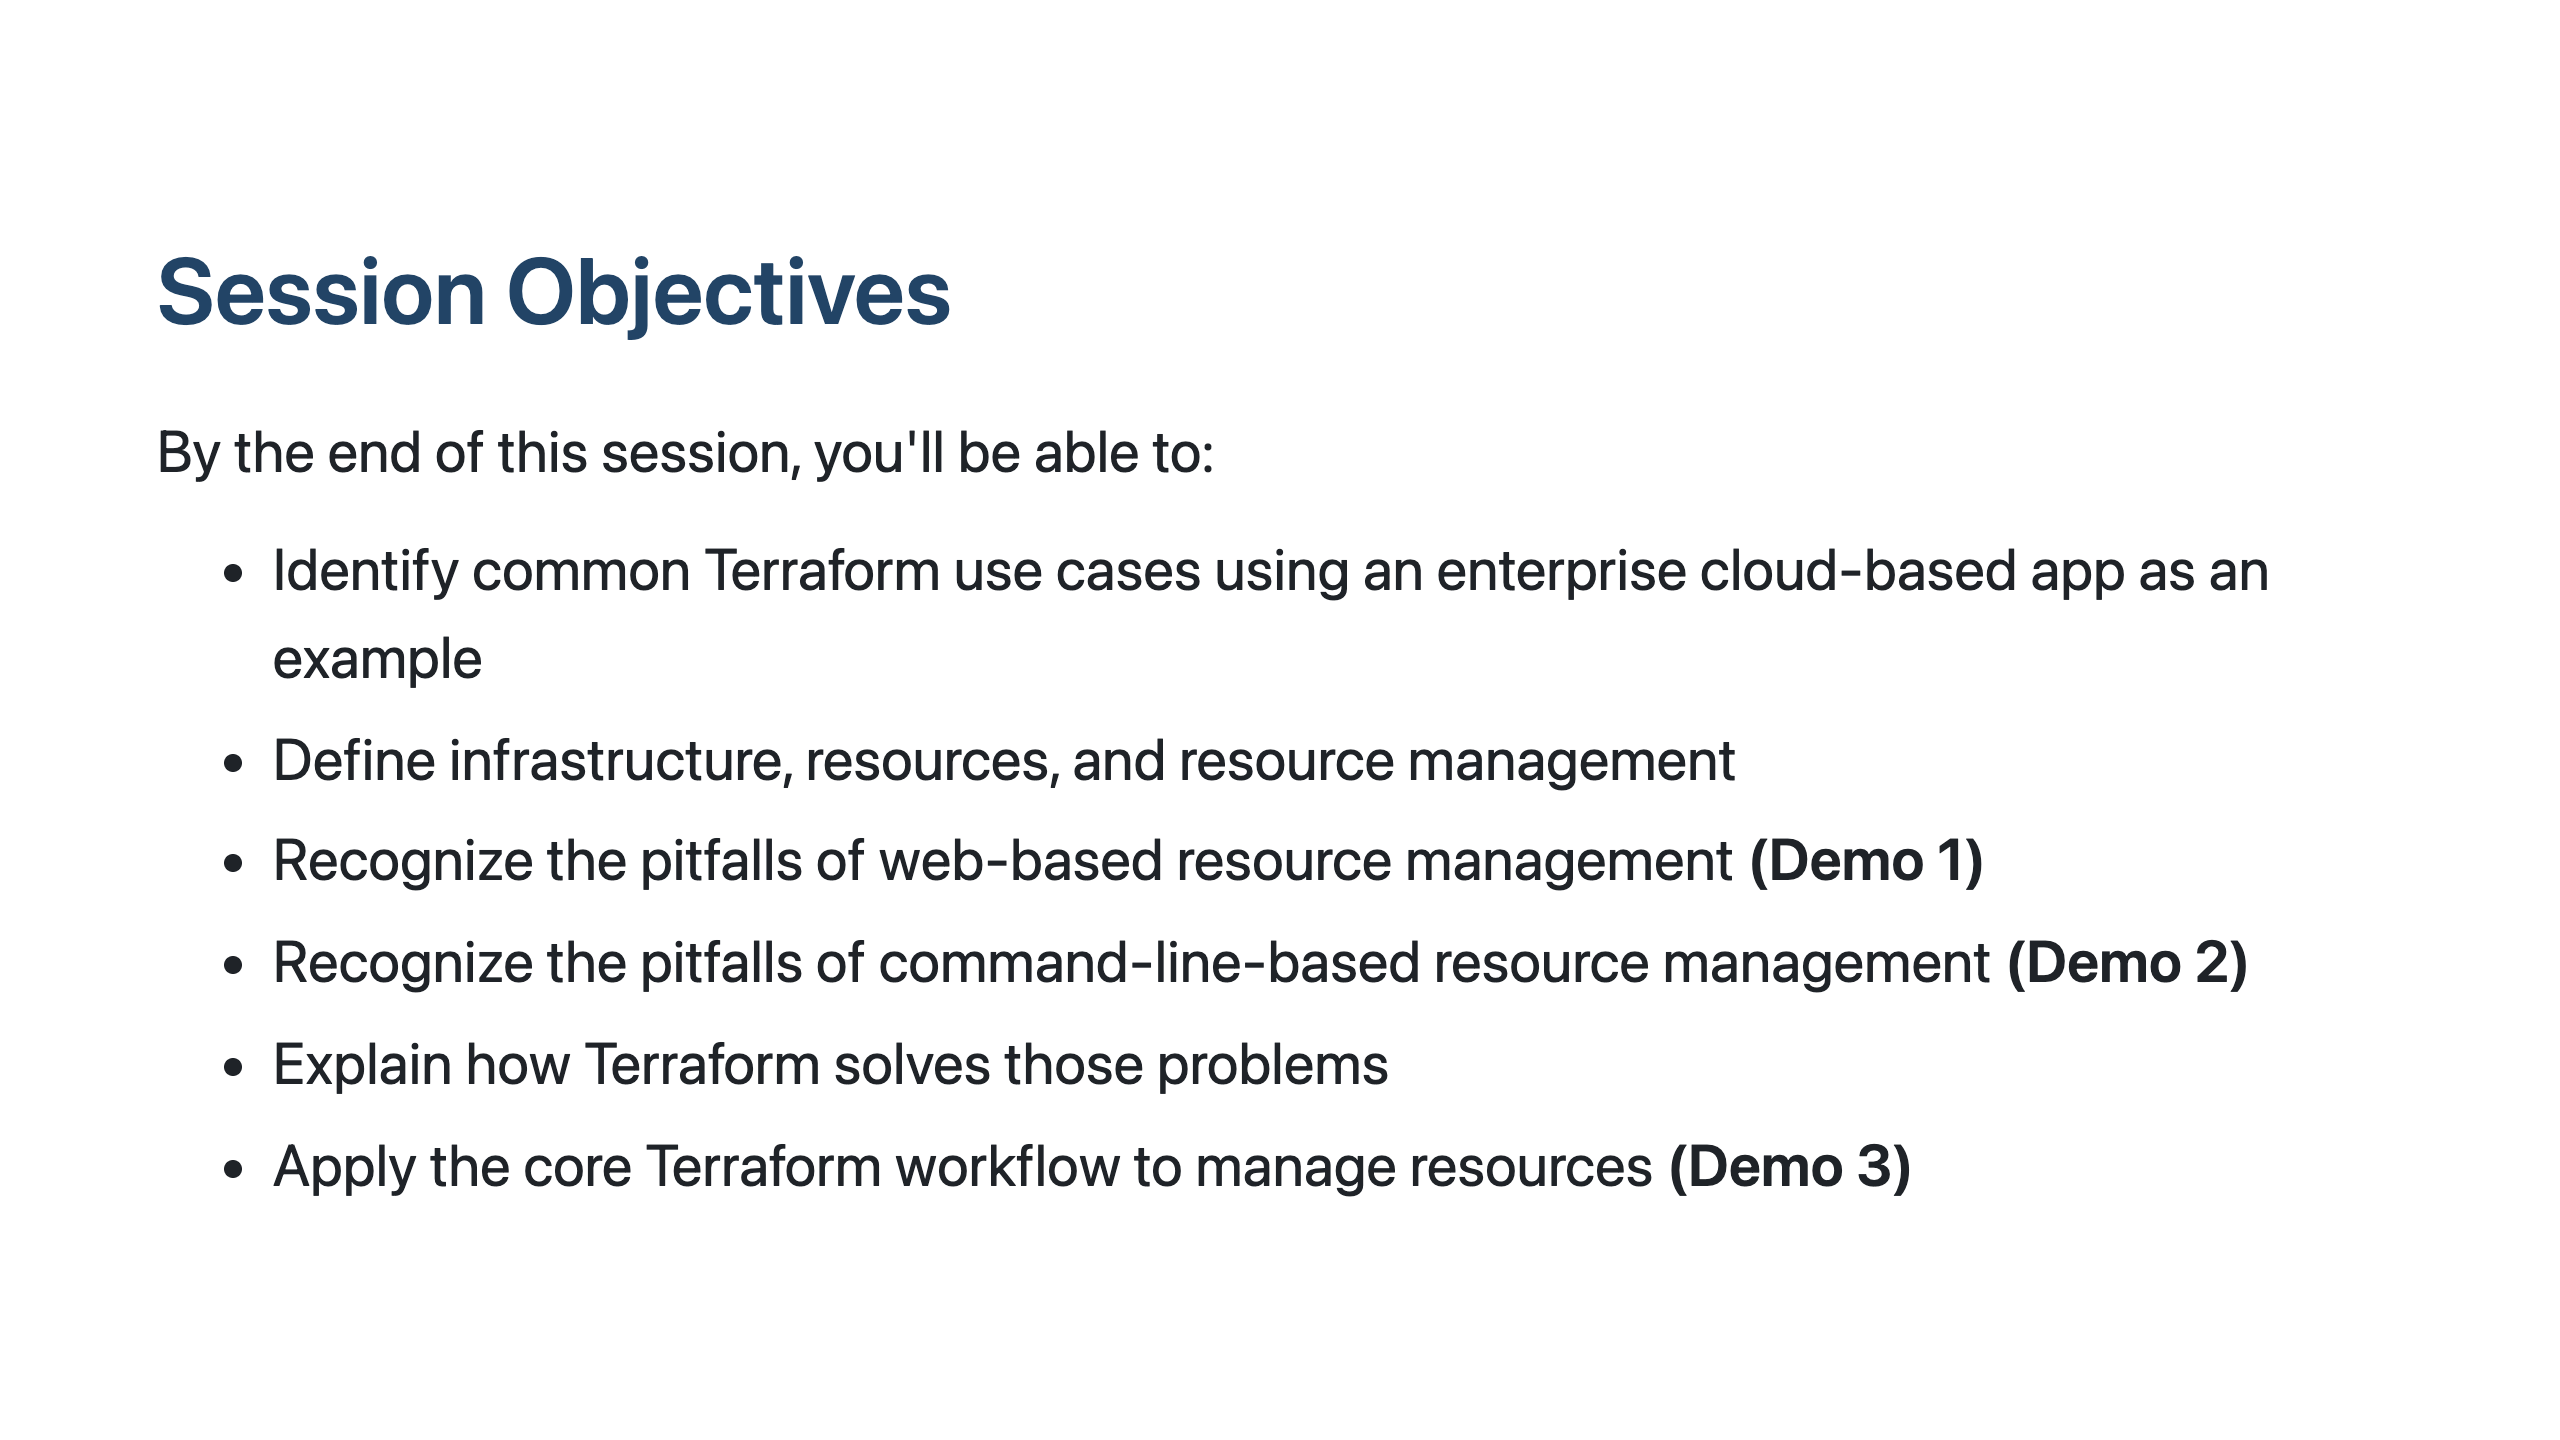 Session Objectives
By the end of this session, you'll be able to:
• Identify common Terraform use cases using an enterprise cloud-based app as an
example
• Define infrastructure, resources, and resource management
• Recognize the pitfalls of web-based resource management (Demo 1)
• Recognize the pitfalls of command-line-based resource management (Demo 2)
• Explain how Terraform solves those problems
• Apply the core Terraform workflow to manage resources (Demo 3)